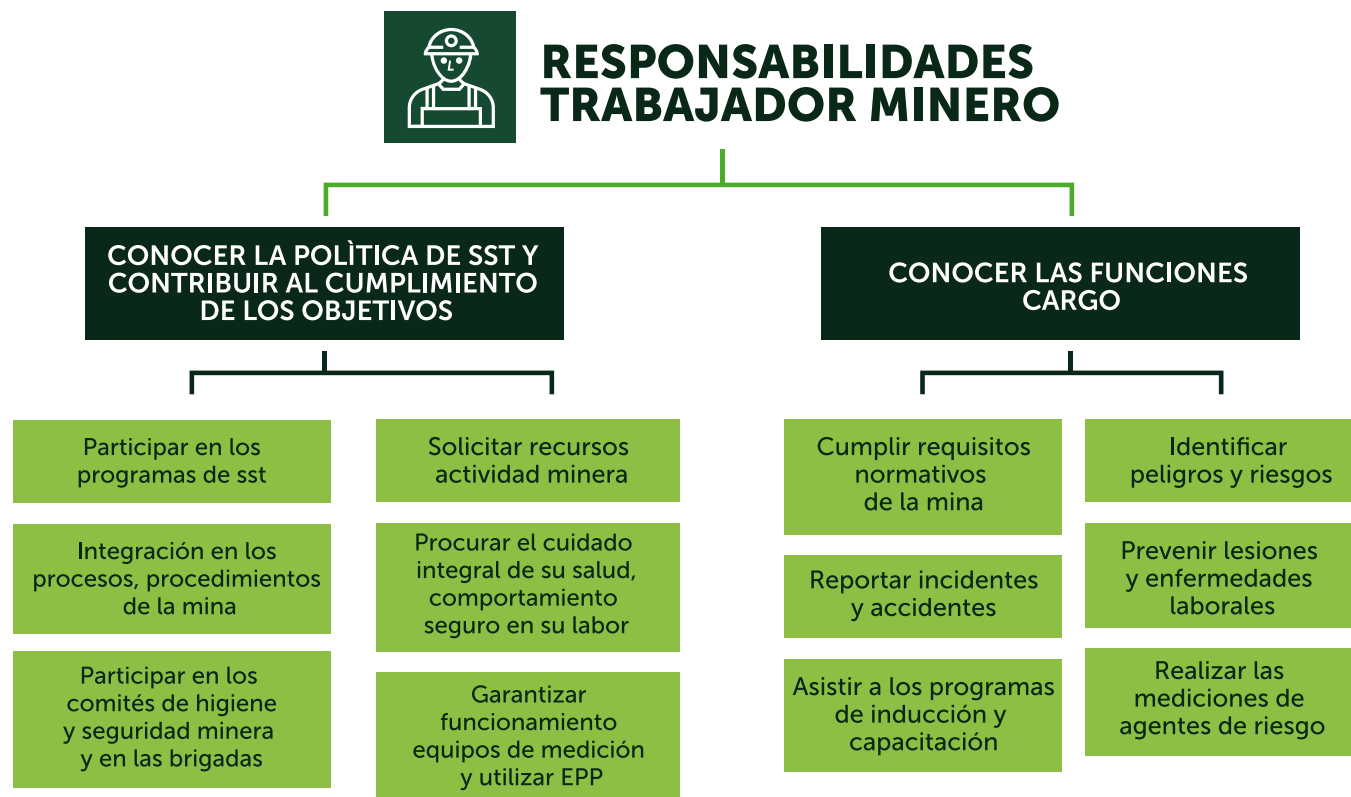 RESPONSABILIDADES
TRABAJADOR MINERO
CONOCER LA POLÌTICA DE SST Y
CONTRIBUIR AL CUMPLIMIENTO
DE LOS OBJETIVOS
Participar en los
programas de sst
Integración en los
procesos, procedimientos
de la mina
Participar en los
comités de higiene
y seguridad minera
y en las brigadas
Solicitar recursos
actividad minera
Procurar el cuidado
integral de su salud,
comportamiento
seguro en su labor
Garantizar
funcionamiento
equipos de medición
y utilizar EPP
CONOCER LAS FUNCIONES
CARGO
Cumplir requisitos
normativos
de la mina
Reportar incidentes
y accidentes
Asistir a los programas
de inducción y
capacitación
Identificar
peligros y riesgos
Prevenir lesiones
y enfermedades
laborales
Realizar las
mediciones de
agentes de riesgo